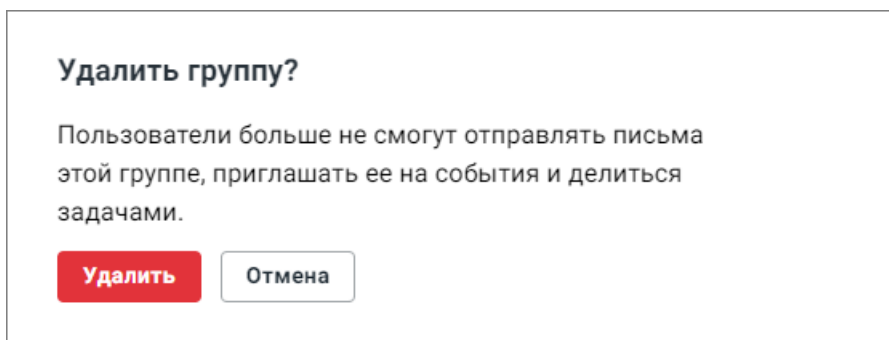 Удалить группу?
Пользователи больше не смогут отправлять письма
этой группе, приглашать ее на события и делиться
задачами.
Удалить Отмена